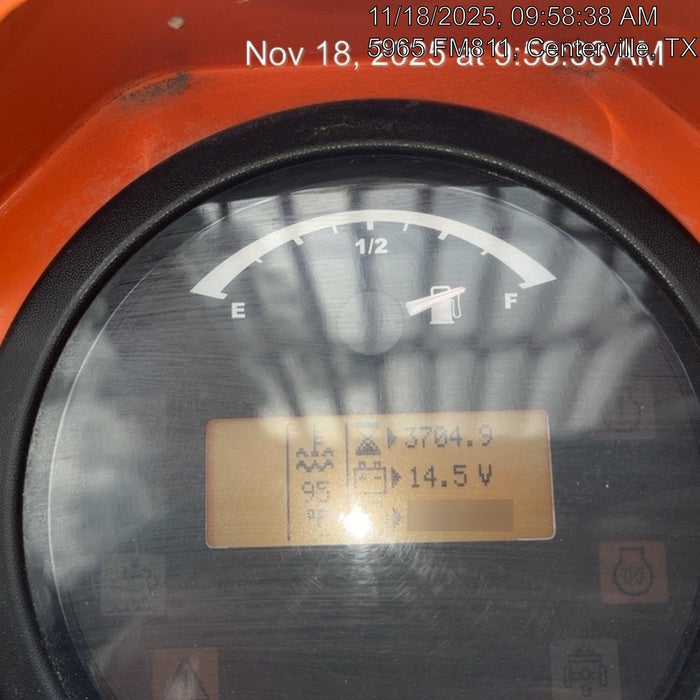 11/18/2025, 09:58:38 AM
5965 FM811, Centerville, TX
Nov 18, 2025 at 9:58:38 AM
1/2
E
F
3704.9
95
14.5 V
°F